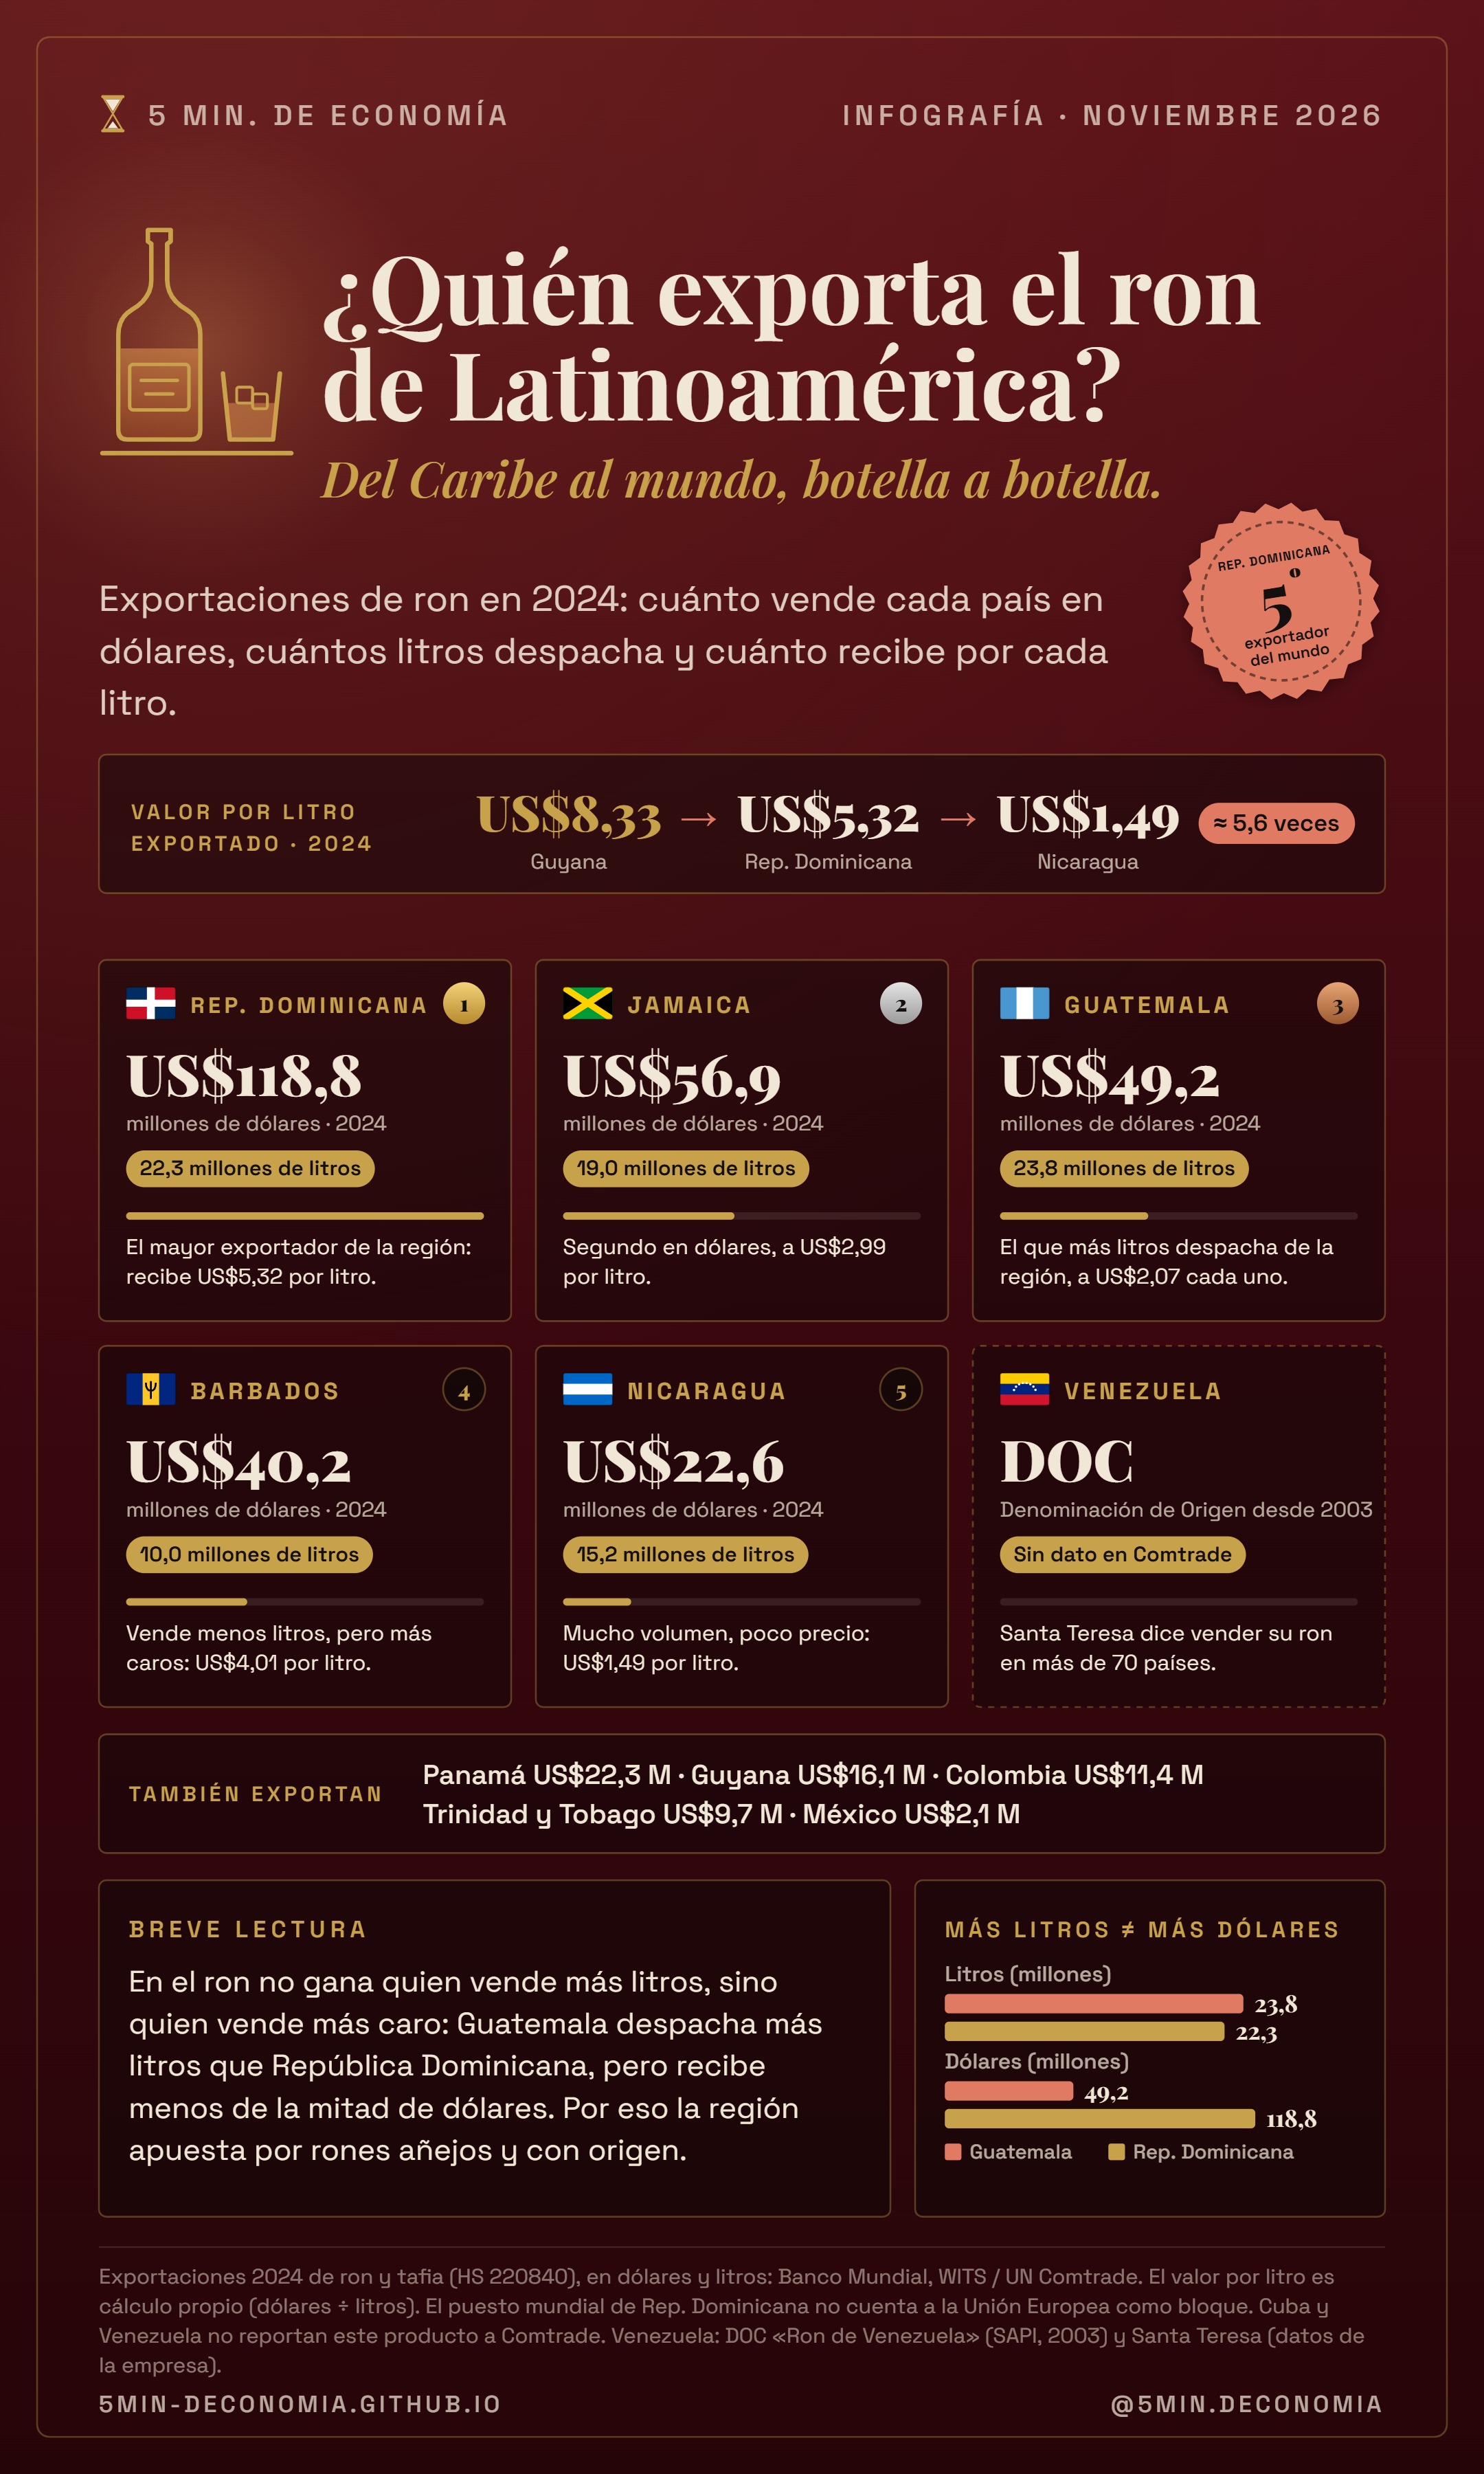 5 MIN. DE ECONOMÍA
INFOGRAFÍA · NOVIEMBRE 2026
¿Quién exporta el ron
de Latinoamérica?
Del Caribe al mundo, botella a botella.
REP. DOMINICANA
5º
exportador
del mundo
Exportaciones de ron en 2024: cuánto vende cada país en
dólares, cuántos litros despacha y cuánto recibe por cada
litro.
VALOR POR LITRO
EXPORTADO · 2024
US$8,33 → US$5,32 → US$1,49 ≈ 5,6 veces
Guyana Rep. Dominicana Nicaragua
REP. DOMINICANA 1
US$118,8
millones de dólares · 2024
22,3 millones de litros
El mayor exportador de la región:
recibe US$5,32 por litro.
JAMAICA 2
US$56,9
millones de dólares · 2024
19,0 millones de litros
Segundo en dólares, a US$2,99
por litro.
GUATEMALA 3
US$49,2
millones de dólares · 2024
23,8 millones de litros
El que más litros despacha de la
región, a US$2,07 cada uno.
BARBADOS 4
US$40,2
millones de dólares · 2024
10,0 millones de litros
Vende menos litros, pero más
caros: US$4,01 por litro.
NICARAGUA 5
US$22,6
millones de dólares · 2024
15,2 millones de litros
Mucho volumen, poco precio:
US$1,49 por litro.
VENEZUELA
DOC
Denominación de Origen desde 2003
Sin dato en Comtrade
Santa Teresa dice vender su ron
en más de 70 países.
TAMBIÉN EXPORTAN
Panamá US$22,3 M · Guyana US$16,1 M · Colombia US$11,4 M
Trinidad y Tobago US$9,7 M · México US$2,1 M
BREVE LECTURA
En el ron no gana quien vende más litros, sino
quien vende más caro: Guatemala despacha más
litros que República Dominicana, pero recibe
menos de la mitad de dólares. Por eso la región
apuesta por rones añejos y con origen.
MÁS LITROS ≠ MÁS DÓLARES
Litros (millones)
23,8
22,3
Dólares (millones)
49,2
118,8
Guatemala Rep. Dominicana
Exportaciones 2024 de ron y tafia (HS 220840), en dólares y litros: Banco Mundial, WITS / UN Comtrade. El valor por litro es
cálculo propio (dólares ÷ litros). El puesto mundial de Rep. Dominicana no cuenta a la Unión Europea como bloque. Cuba y
Venezuela no reportan este producto a Comtrade. Venezuela: DOC «Ron de Venezuela» (SAPI, 2003) y Santa Teresa (datos de
la empresa).
5MIN-DECONOMIA.GITHUB.IO
@5MIN.DECONOMIA